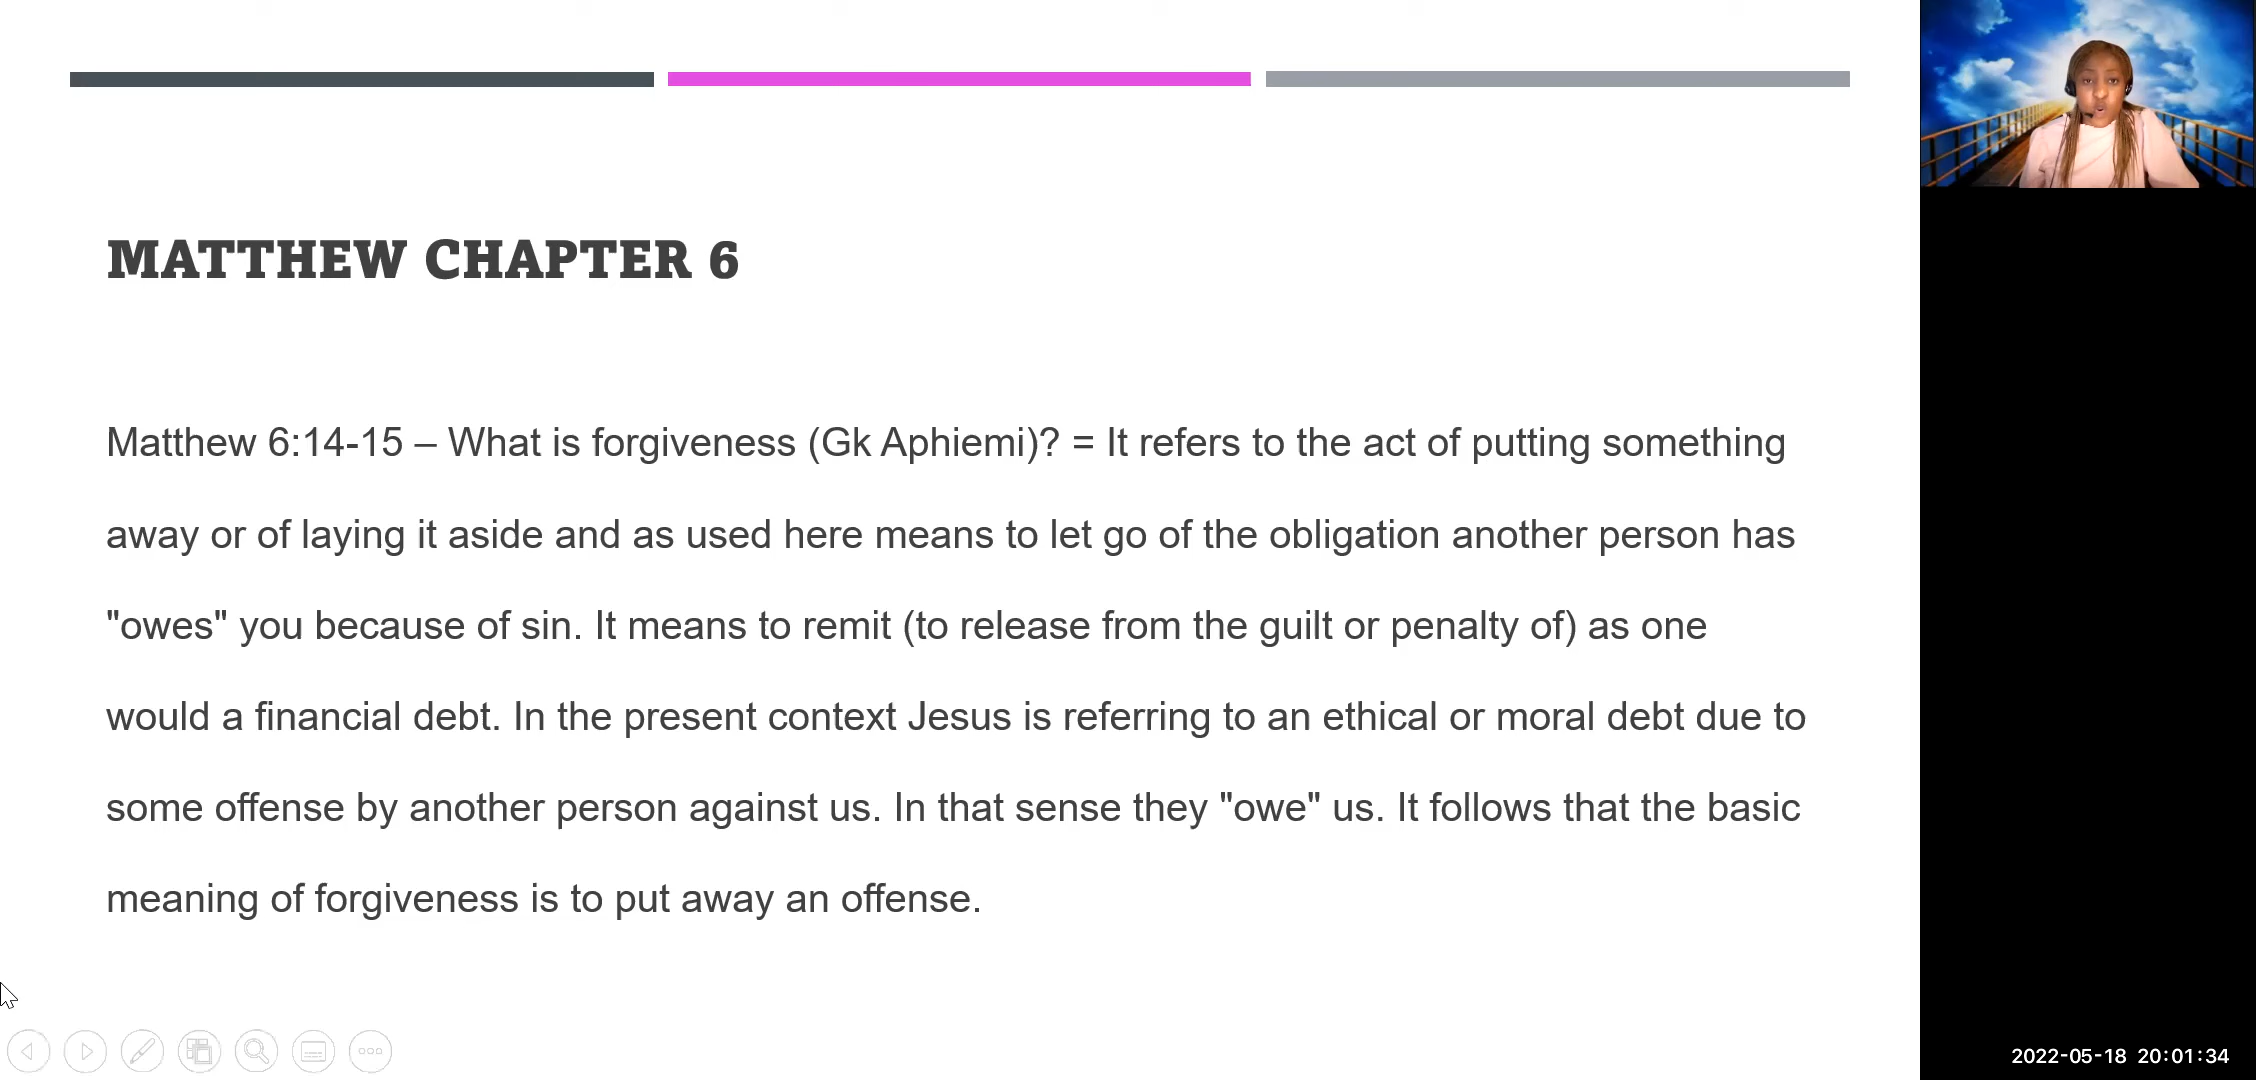 MATTHEW CHAPTER 6
Matthew 6:14-15 – What is forgiveness (Gk Aphiemi)? = It refers to the act of putting something
away or of laying it aside and as used here means to let go of the obligation another person has
"owes" you because of sin. It means to remit (to release from the guilt or penalty of) as one
would a financial debt. In the present context Jesus is referring to an ethical or moral debt due to
some offense by another person against us. In that sense they "owe" us. It follows that the basic
meaning of forgiveness is to put away an offense.
2022-05-18 20:01:34